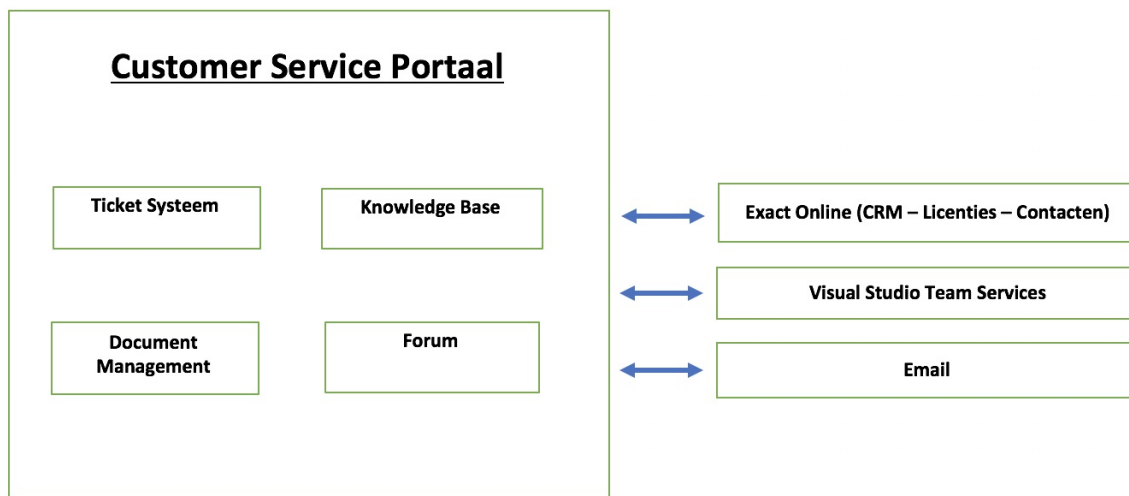 Customer Service Portaal
Ticket Systeem
Knowledge Base
Document
Management
Forum
Exact Online (CRM – Licenties – Contacten)
Visual Studio Team Services
Email